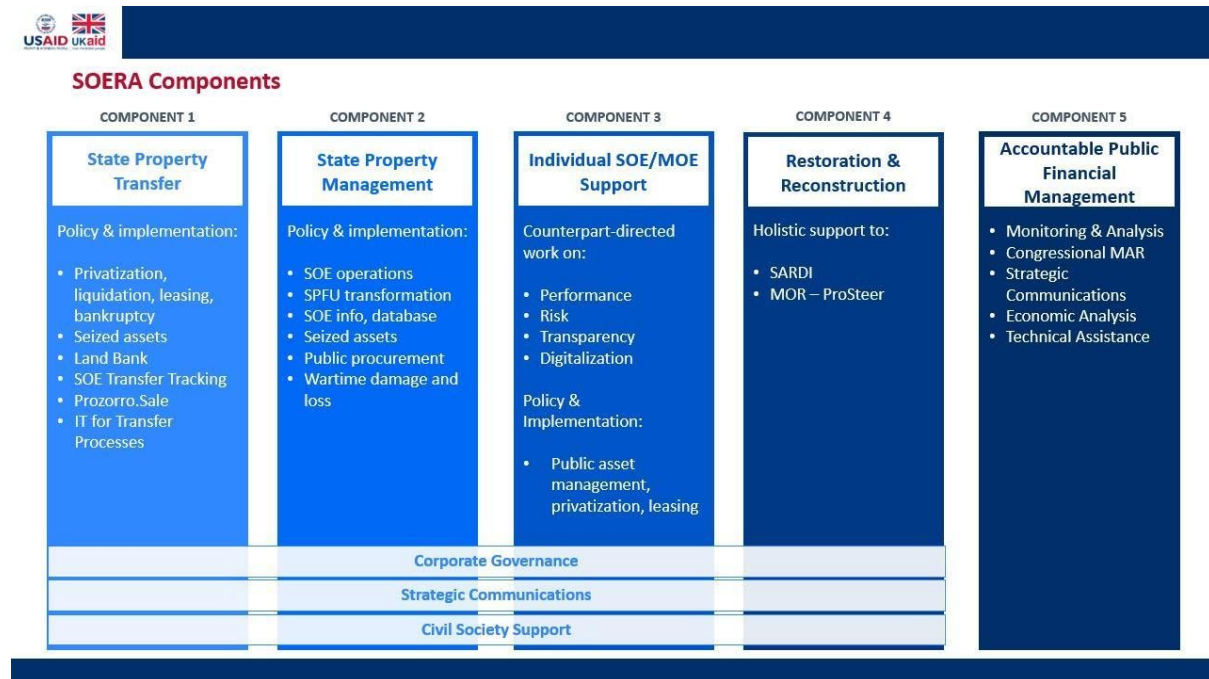 USAID UKaid
SOERA Components
COMPONENT 1
State Property
Transfer
Policy & implementation:
• Privatization,
liquidation, leasing,
bankruptcy
• Seized assets
• Land Bank
• SOE Transfer Tracking
• Prozorro.Sale
• IT for Transfer
Processes
COMPONENT 2
State Property
Management
Policy & implementation:
• SOE operations
• SPFU transformation
• SOE info, database
• Seized assets
• Public procurement
• Wartime damage and
loss
COMPONENT 3
Individual SOE/MOE
Support
Counterpart-directed
work on:
• Performance
• Risk
• Transparency
• Digitalization
Policy &
Implementation:
• Public asset
management,
privatization, leasing
COMPONENT 4
Restoration &
Reconstruction
Holistic support to:
• SARDI
• MOR – ProSteer
COMPONENT 5
Accountable Public
Financial
Management
• Monitoring & Analysis
• Congressional MAR
• Strategic
Communications
• Economic Analysis
• Technical Assistance
Corporate Governance
Strategic Communications
Civil Society Support